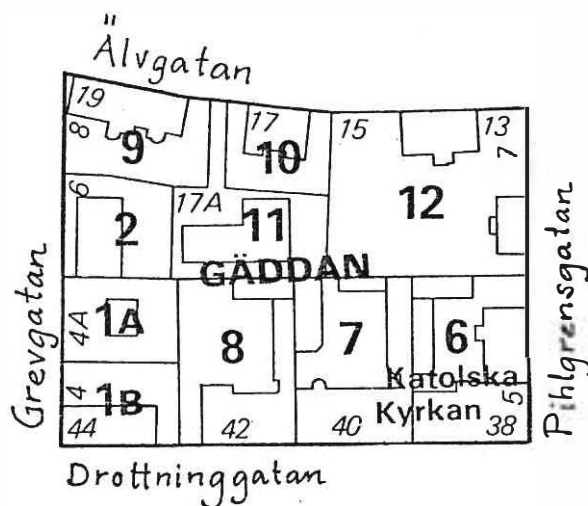 Älvgatan
19
17
15
13
8
9
10
7
6
17A
12
2
11
GÄDDAN
Grevgatan
4A
1A
8
7
6
Pihlgrensgatan
4
1B
Katolska
Kyrkan
5
44
42
40
38
Drottninggatan